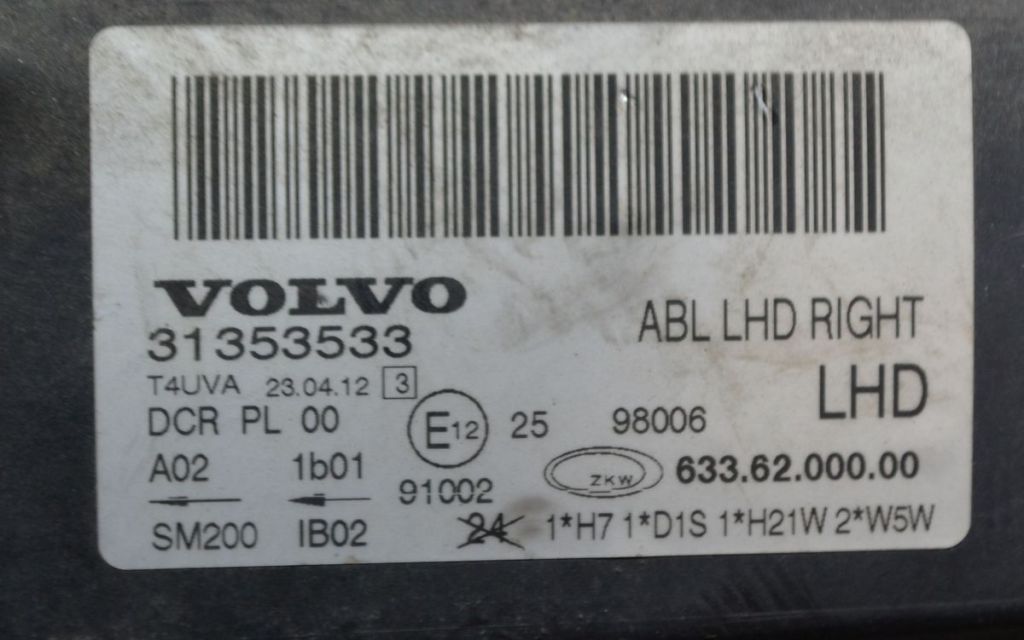 VOLVO
31353533
ABL LHD RIGHT
T4UVA 23.04.12 3
LHD
DCR PL 00
E12 25 98006
A02 1b01
91002
ZKW 633.62.000.00
SM200 IB02
24 1*H7 1*D1S 1*H21W 2*W5W